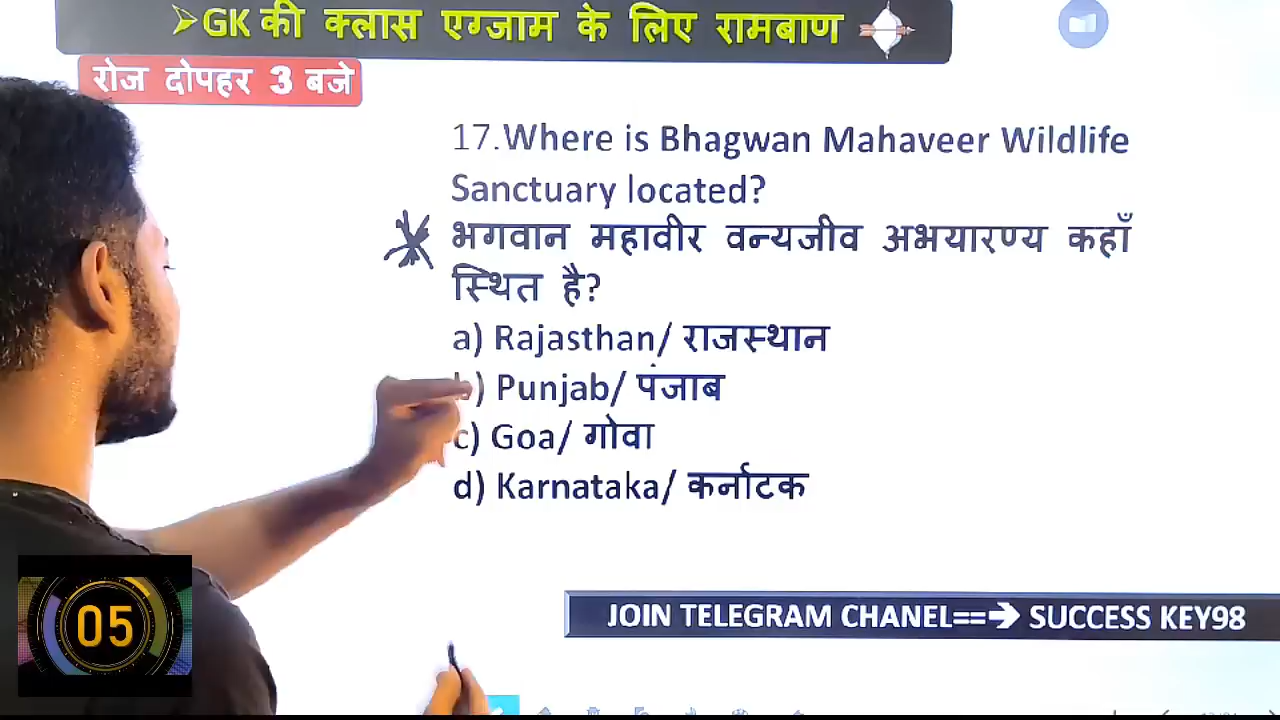 ➢GK की क्लास एग्जाम के लिए रामबाण
रोज दोपहर 3 बजे
17.Where is Bhagwan Mahaveer Wildlife
Sanctuary located?
भगवान महावीर वन्यजीव अभयारण्य कहाँ
स्थित है?
a) Rajasthan/ राजस्थान
b) Punjab/ पंजाब
c) Goa/ गोवा
d) Karnataka/ कर्नाटक
05
JOIN TELEGRAM CHANEL==➔ SUCCESS KEY98